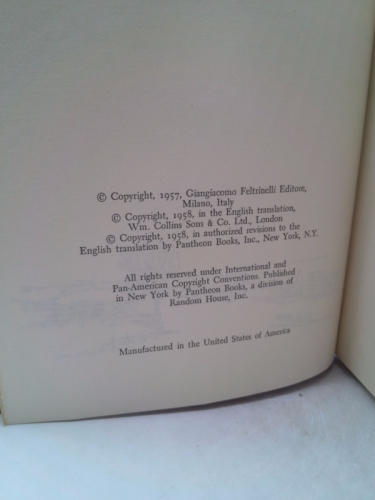 © Copyright, 1957, Giangiacomo Feltrinelli Editore,
Milano, Italy
© Copyright, 1958, in the English translation,
Wm. Collins Sons & Co. Ltd., London
© Copyright, 1958, in authorized revisions to the
English translation by Pantheon Books, Inc., New York, N.Y.
All rights reserved under International and
Pan-American Copyright Conventions. Published
in New York by Pantheon Books, a division of
Random House, Inc.
Manufactured in the United States of America